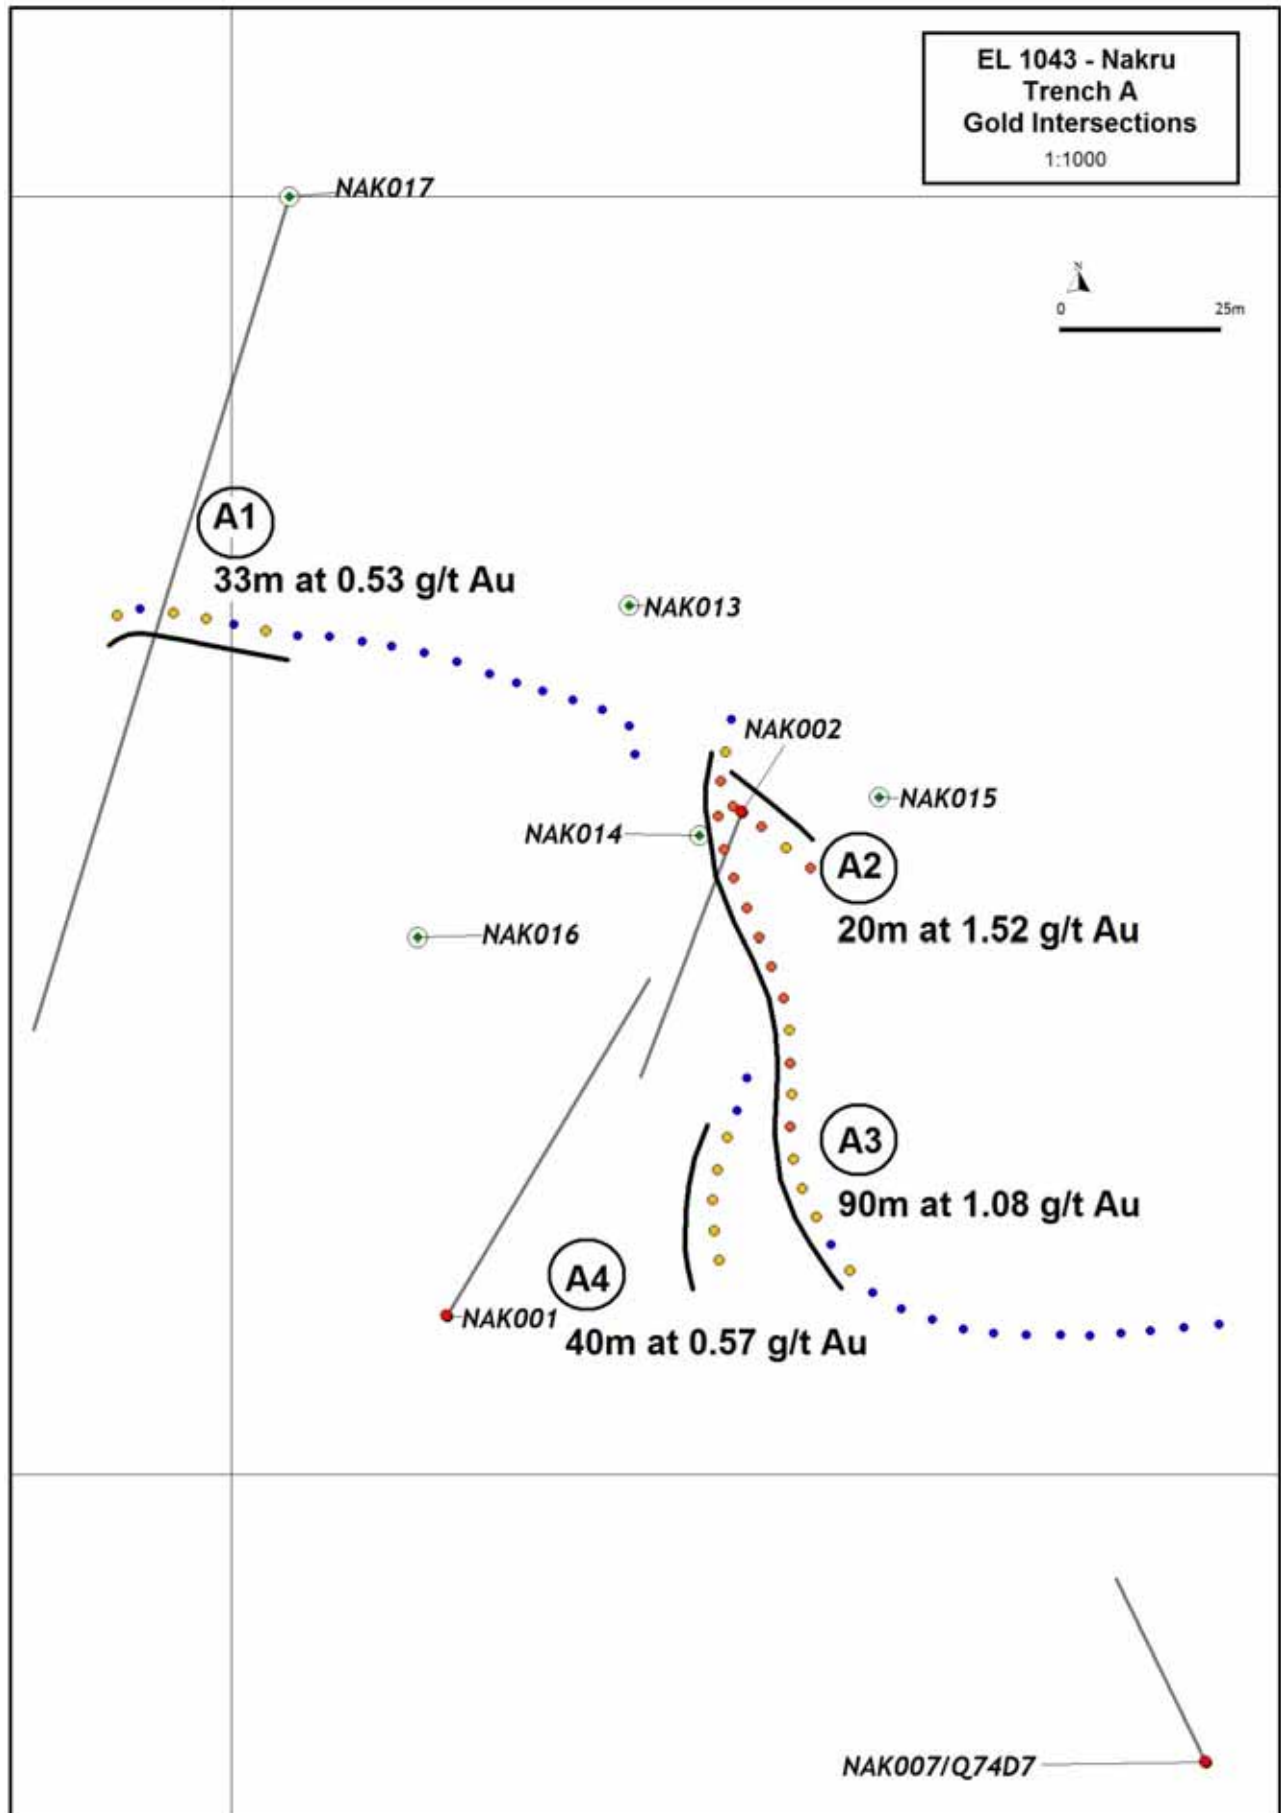 EL 1043 - Nakru
Trench A
Gold Intersections
1:1000
NAK017
N
0 25m
A1
33m at 0.53 g/t Au
NAK013
NAK002
NAK015
NAK014
A2
20m at 1.52 g/t Au
NAK016
A3
90m at 1.08 g/t Au
A4
NAK001
40m at 0.57 g/t Au
NAK007/Q74D7